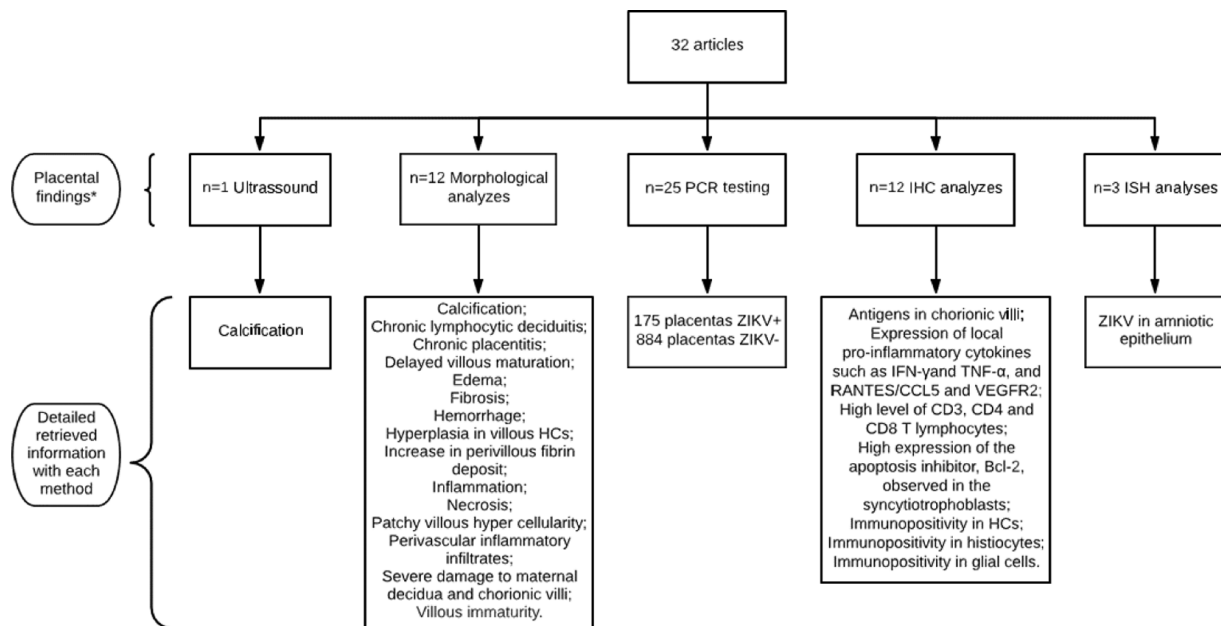 32 articles
Placental
findings*
n=1 Ultrassound
n=12 Morphological
analyzes
n=25 PCR testing
n=12 IHC analyzes
n=3 ISH analyses
Detailed
retrieved
information
with each
method
Calcification
Calcification;
Chronic lymphocytic deciduitis;
Chronic placentitis;
Delayed villous maturation;
Edema;
Fibrosis;
Hemorrhage;
Hyperplasia in villous HCs;
Increase in perivillous fibrin
deposit;
Inflammation;
Necrosis;
Patchy villous hyper cellularity;
Perivascular inflammatory
infiltrates;
Severe damage to maternal
decidua and chorionic villi;
Villous immaturity.
175 placentas ZIKV+
884 placentas ZIKV-
Antigens in chorionic villi;
Expression of local
pro-inflammatory cytokines
such as IFN-γand TNF-α, and
RANTES/CCL5 and VEGFR2;
High level of CD3, CD4 and
CD8 T lymphocytes;
High expression of the
apoptosis inhibitor, Bcl-2,
observed in the
syncytiotrophoblasts;
Immunopositivity in HCs;
Immunopositivity in histiocytes;
Immunopositivity in glial cells.
ZIKV in amniotic
epithelium